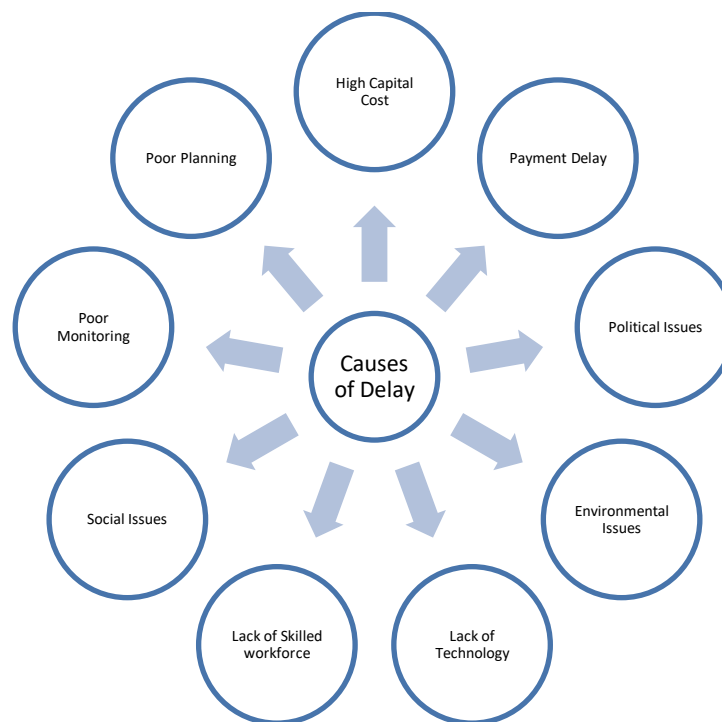 High Capital
Cost
Poor Planning
Payment Delay
Poor
Monitoring
Political Issues
Causes
of Delay
Social Issues
Environmental
Issues
Lack of Skilled
workforce
Lack of
Technology